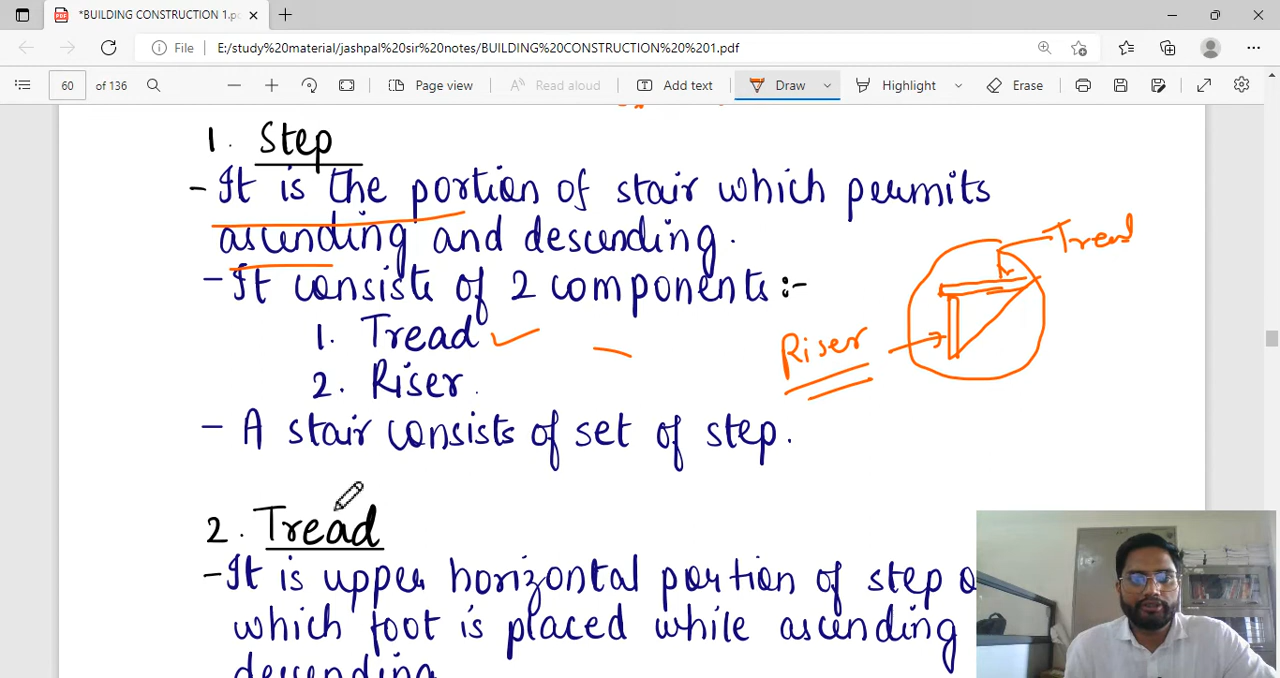 *BUILDING CONSTRUCTION 1.p
File E:/study%20material/jashpal%20sir%20notes/BUILDING%20CONSTRUCTION%20%201.pdf
60 of 136 Page view Read aloud Add text Draw Highlight Erase
1. Step
- It is the portion of stair which permits
ascending and descending.
Tread
- It consists of 2 components :-
1. Tread
Riser
2. Riser.
- A stair consists of set of step.
2. Tread
- It is upper horizontal portion of step
which foot is placed while ascending
descending